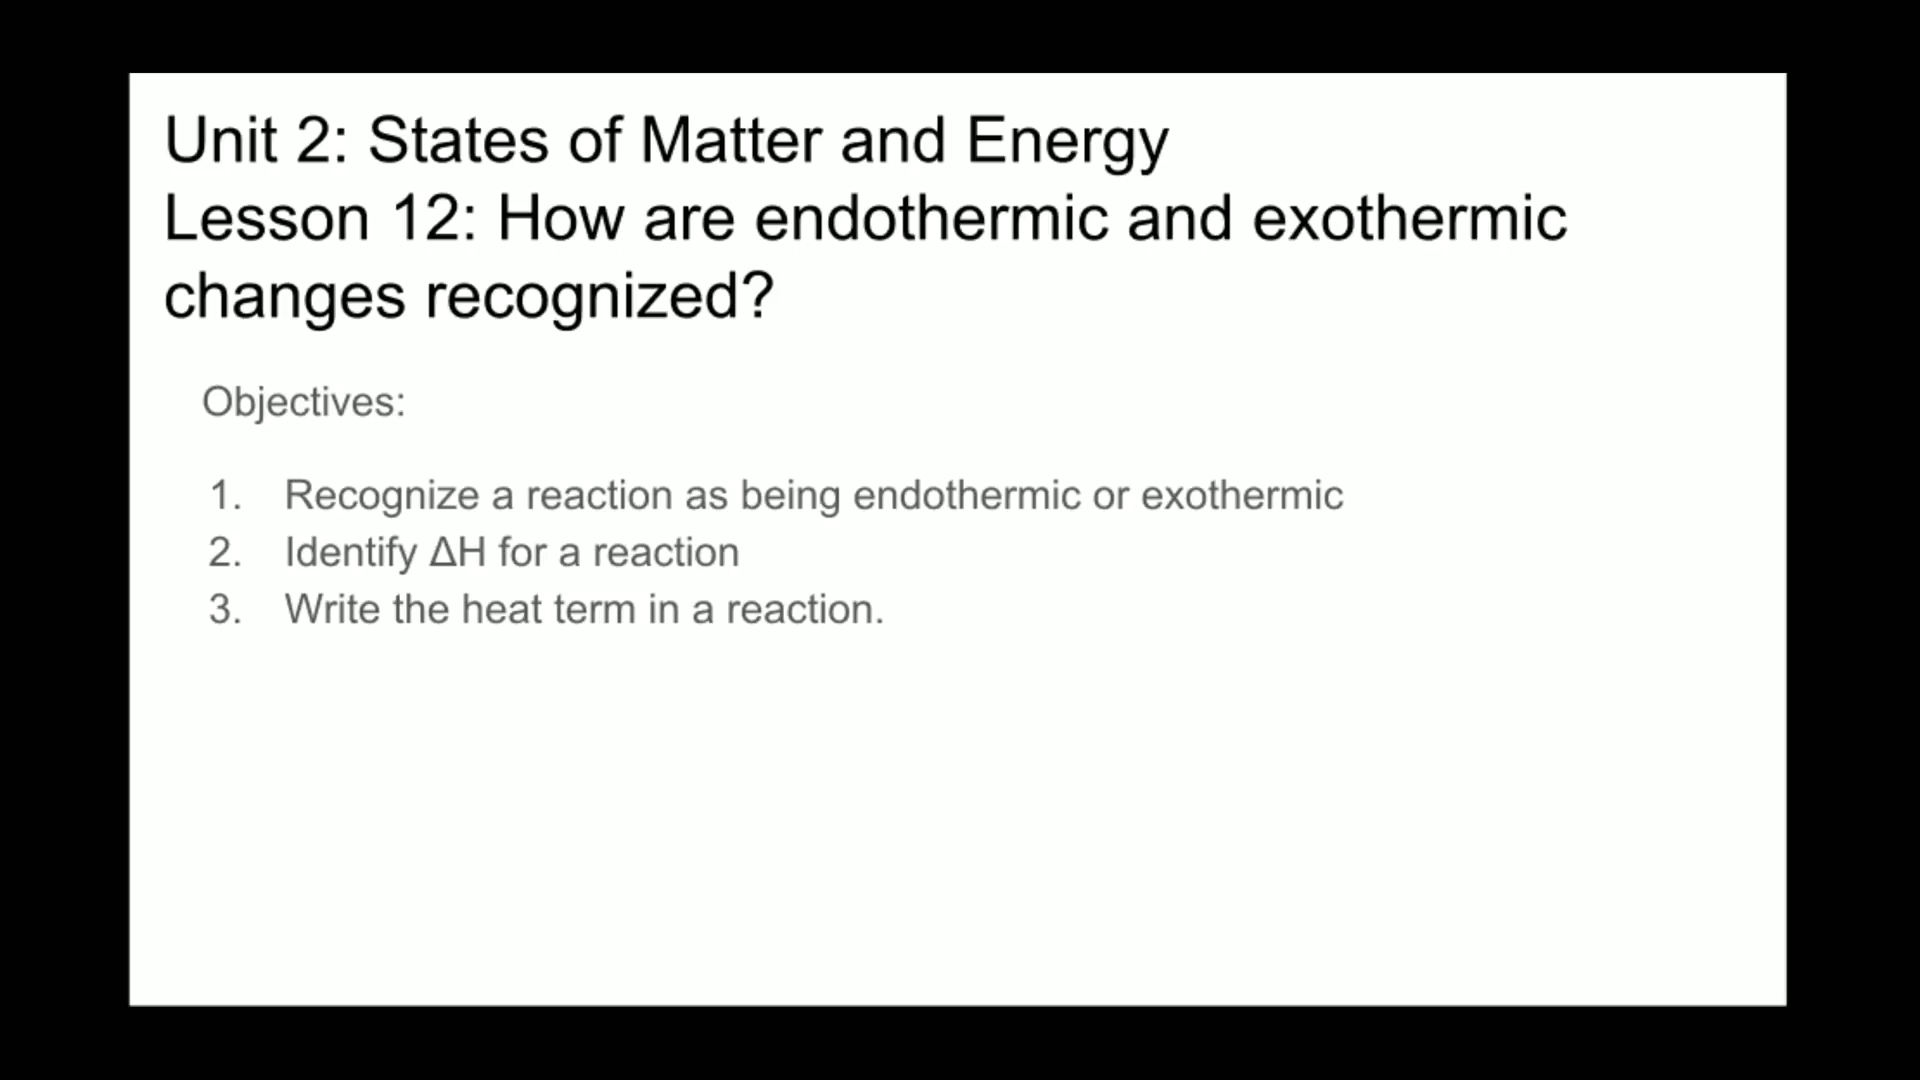 Unit 2: States of Matter and Energy
Lesson 12: How are endothermic and exothermic
changes recognized?
Objectives:
1. Recognize a reaction as being endothermic or exothermic
2. Identify ΔH for a reaction
3. Write the heat term in a reaction.